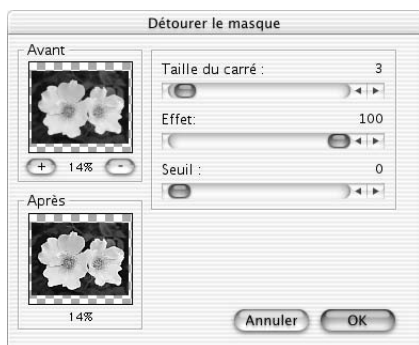 Détourer le masque
Avant
+ 14% -
Après
14%
Taille du carré : 3
Effet: 100
Seuil : 0
Annuler OK